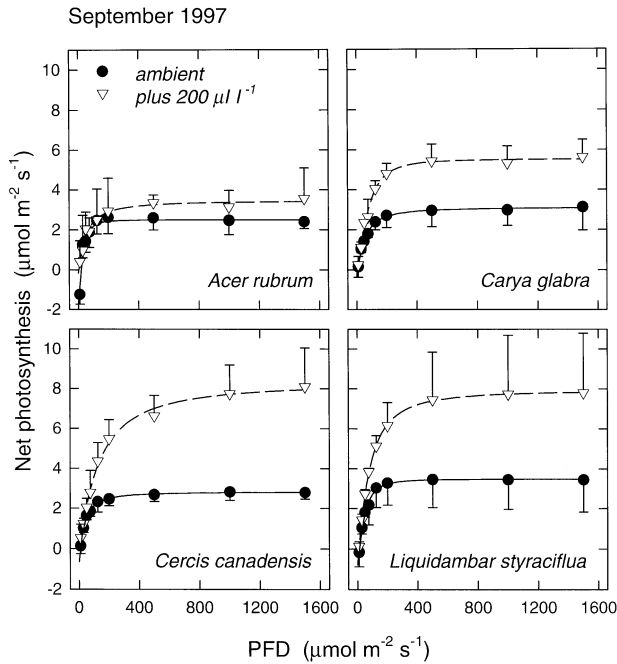 September 1997
Net photosynthesis (μmol m-2 s-1)
10
8
6
4
2
0
-2
ambient
plus 200 μl l-1
Acer rubrum
Carya glabra
10
8
6
4
2
0
-2
Cercis canadensis
Liquidambar styraciflua
0 400 800 1200 1600
0 400 800 1200 1600
PFD (μmol m-2 s-1)